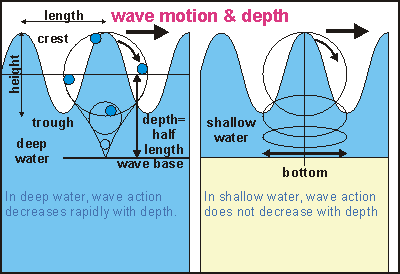 length
wave motion & depth
crest
height
trough
deep
water
depth=
half
length
wave base
In deep water, wave action
decreases rapidly with depth.
shallow
water
bottom
In shallow water, wave action
does not decrease with depth